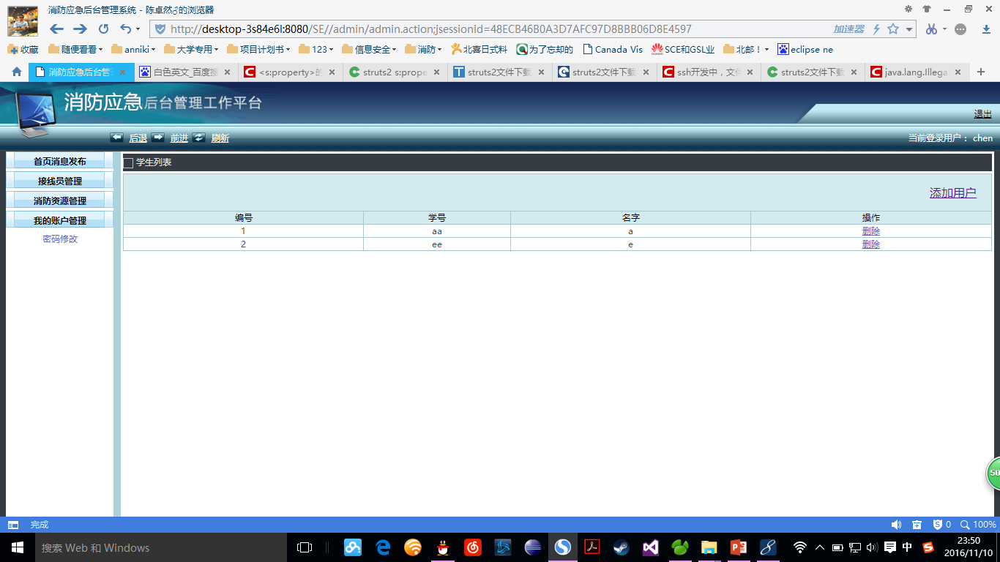 消防应急后台管理系统 - 陈卓然♂的浏览器
http://desktop-3s84e6l:8080/SE//admin/admin.action;jsessionid=48ECB46B0A3D7AFC97D8BBB06D8E4597 加速器
收藏 随便看看 anniki 大学专用 项目计划书 123 信息安全 消防 北喜日式料 为了忘却的 Canada Vis SCE和GSL业 北邮！ eclipse ne
消防应急后台管理 白色英文_百度搜 <s:property>的 struts2 s:prope struts2文件下载 struts2文件下载 ssh开发中，文件 struts2文件下载 java.lang.Illega
消防应急后台管理工作平台
退出
后退 前进 刷新 当前登录用户： chen
首页消息发布
接线员管理
消防资源管理
我的账户管理
密码修改
学生列表
添加用户
编号 学号 名字 操作
1 aa a 删除
2 ee e 删除
50
完成 0 100%
搜索 Web 和 Windows 中 23:50
2016/11/10